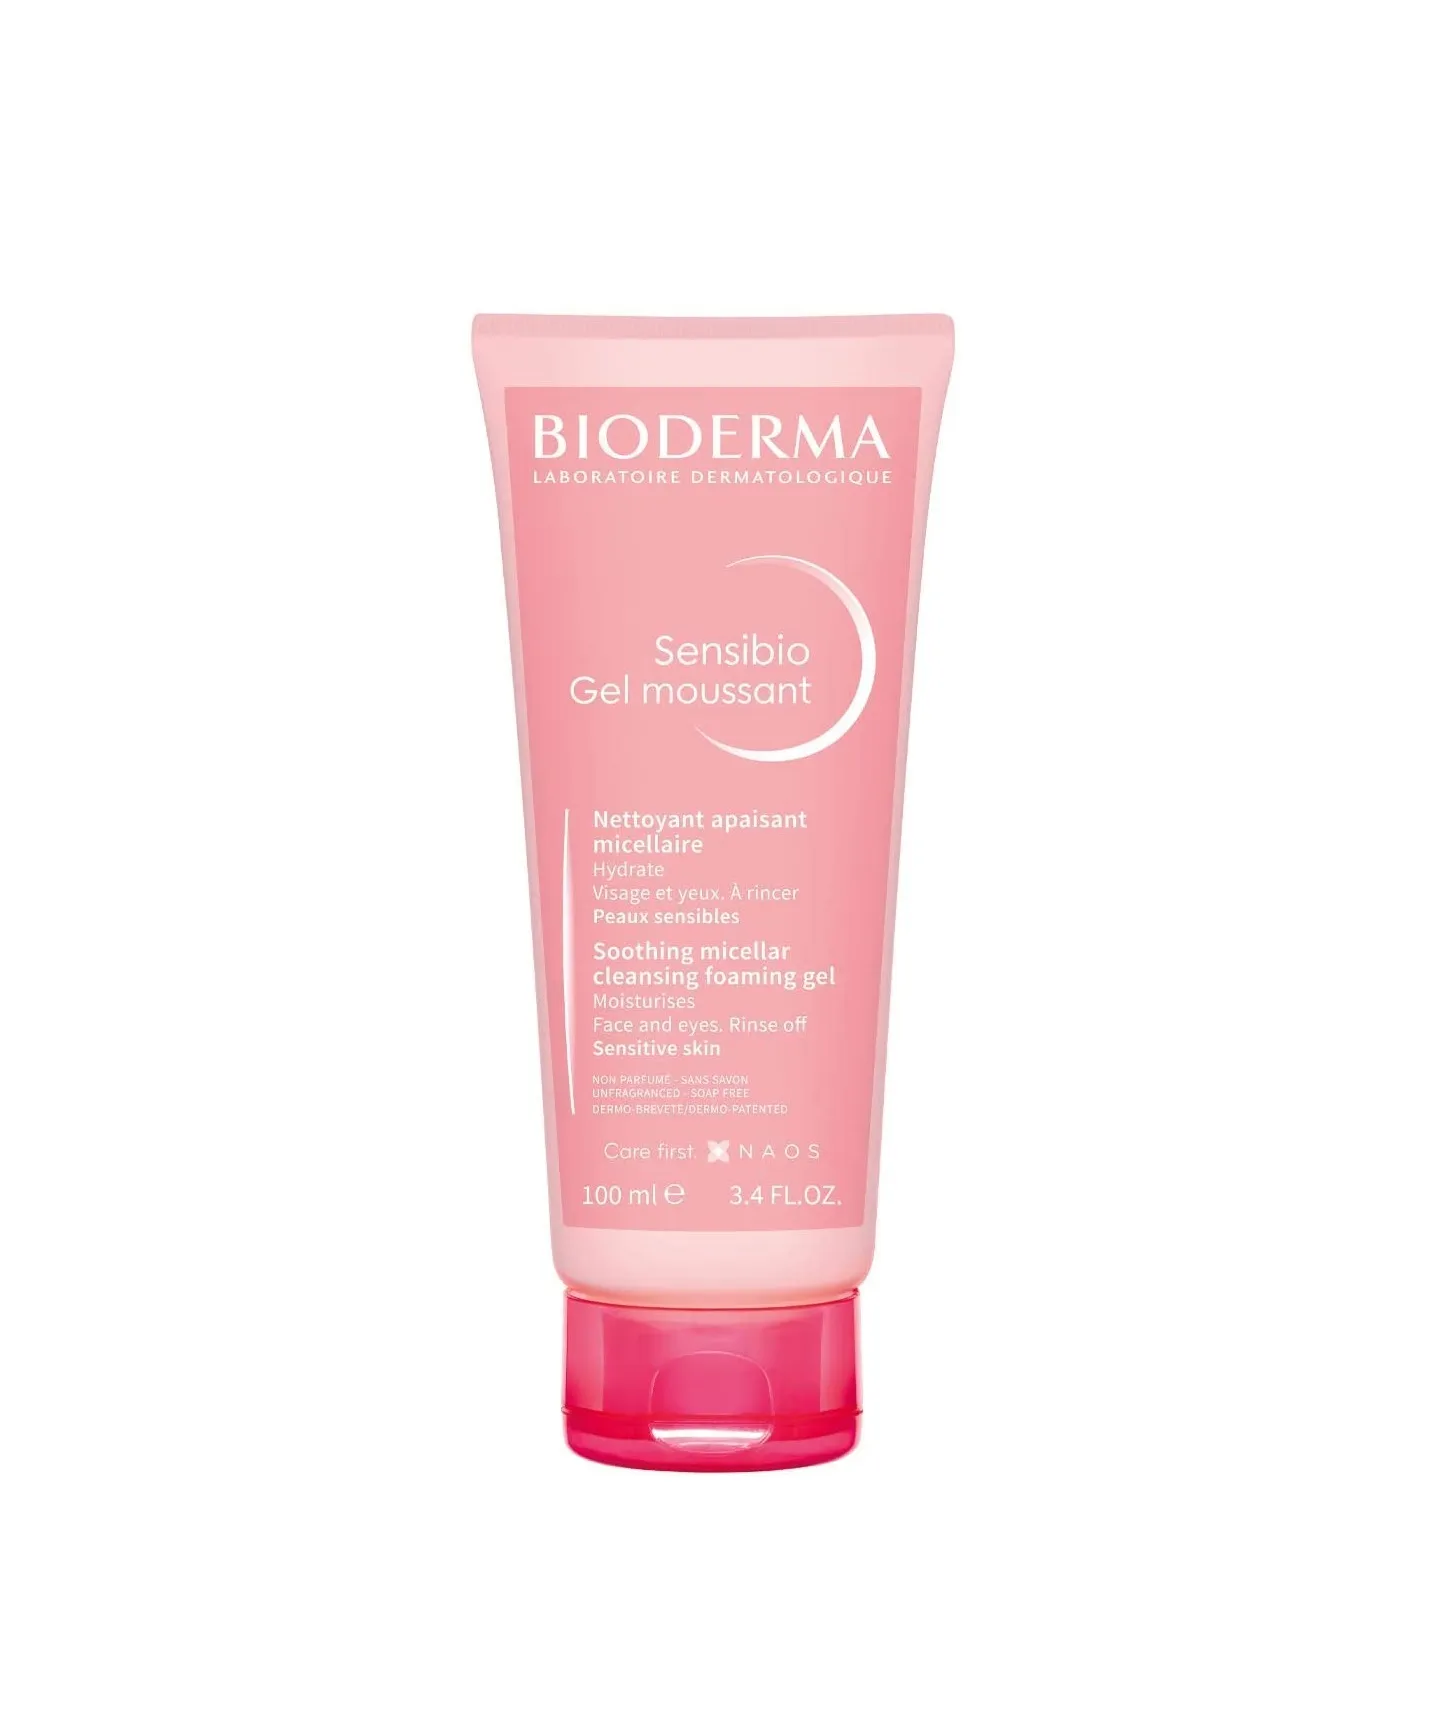 BIODERMA
LABORATOIRE DERMATOLOGIQUE
Sensibio
Gel moussant
Nettoyant apaisant
micellaire
Hydrate
Visage et yeux. À rincer
Peaux sensibles
Soothing micellar
cleansing foaming gel
Moisturises
Face and eyes. Rinse off
Sensitive skin
NON PARFUMÉ - SANS SAVON
UNFRAGRANCED - SOAP FREE
DERMO-BREVETÉ/DERMO-PATENTED
Care first. NAOS
100 ml ℮ 3.4 FL.OZ.